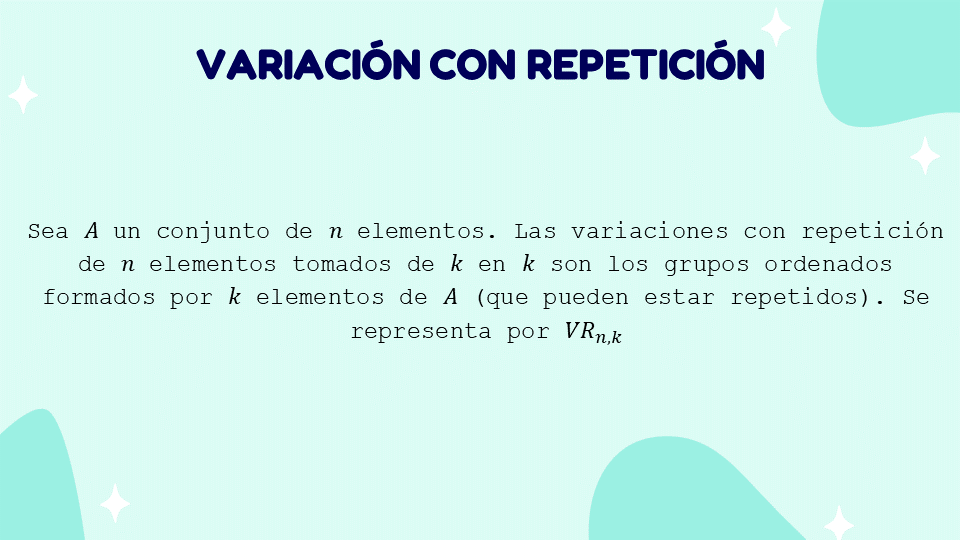 VARIACIÓN CON REPETICIÓN
Sea A un conjunto de n elementos. Las variaciones con repetición
de n elementos tomados de k en k son los grupos ordenados
formados por k elementos de A (que pueden estar repetidos). Se
representa por VRₙ,ₖ